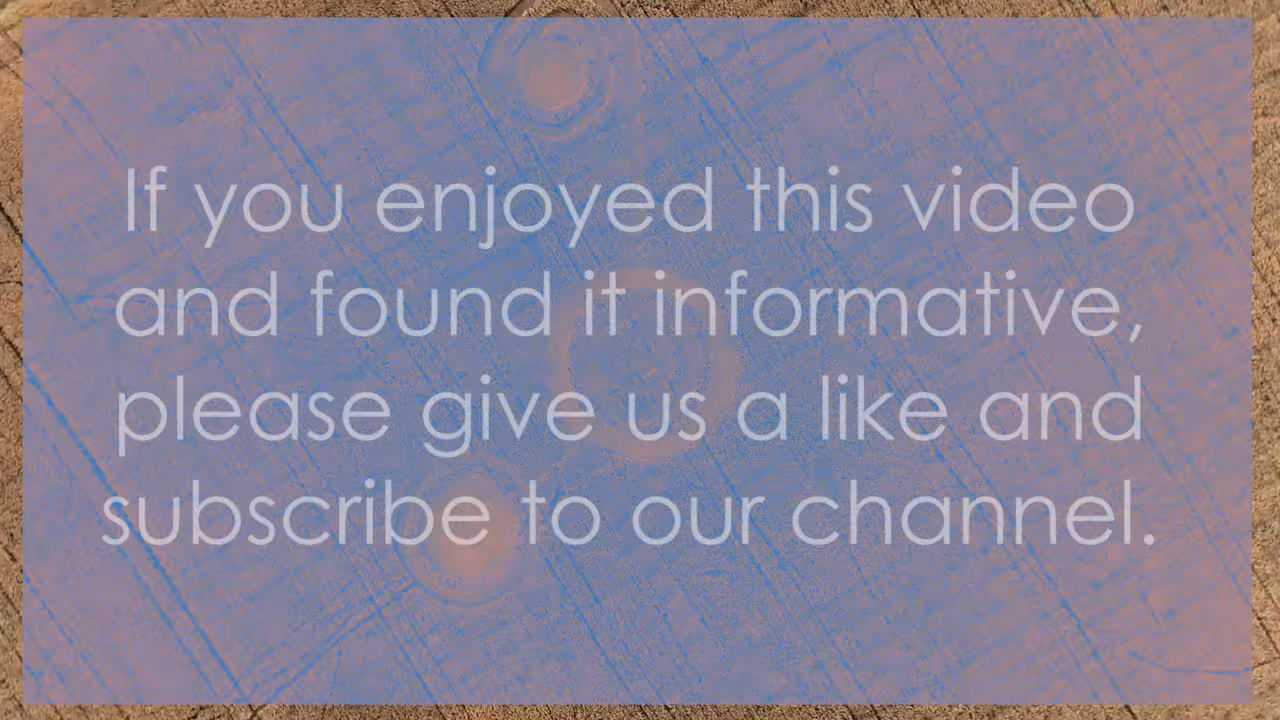 If you enjoyed this video
and found it informative,
please give us a like and
subscribe to our channel.